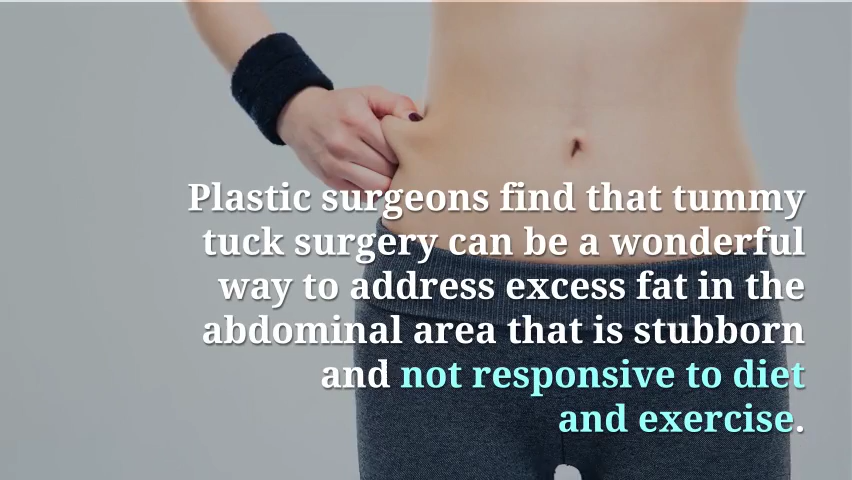 Plastic surgeons find that tummy
tuck surgery can be a wonderful
way to address excess fat in the
abdominal area that is stubborn
and not responsive to diet
and exercise.